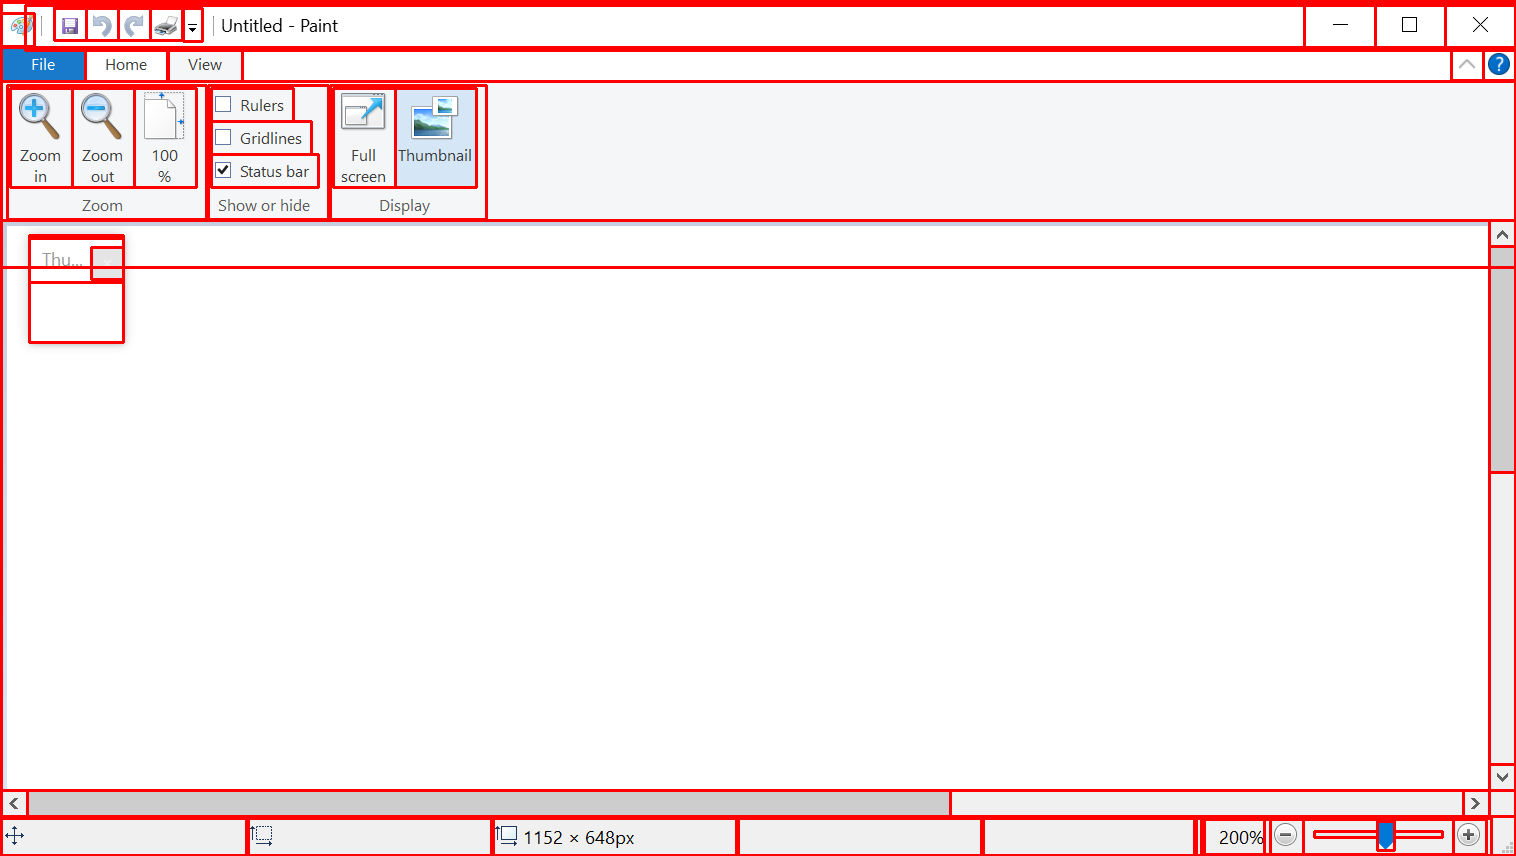 Untitled - Paint
File Home View
Zoom in
Zoom out
100 %
Zoom
Rulers
Gridlines
Status bar
Show or hide
Full screen
Thumbnail
Display
Thu...
1152 × 648px
200%